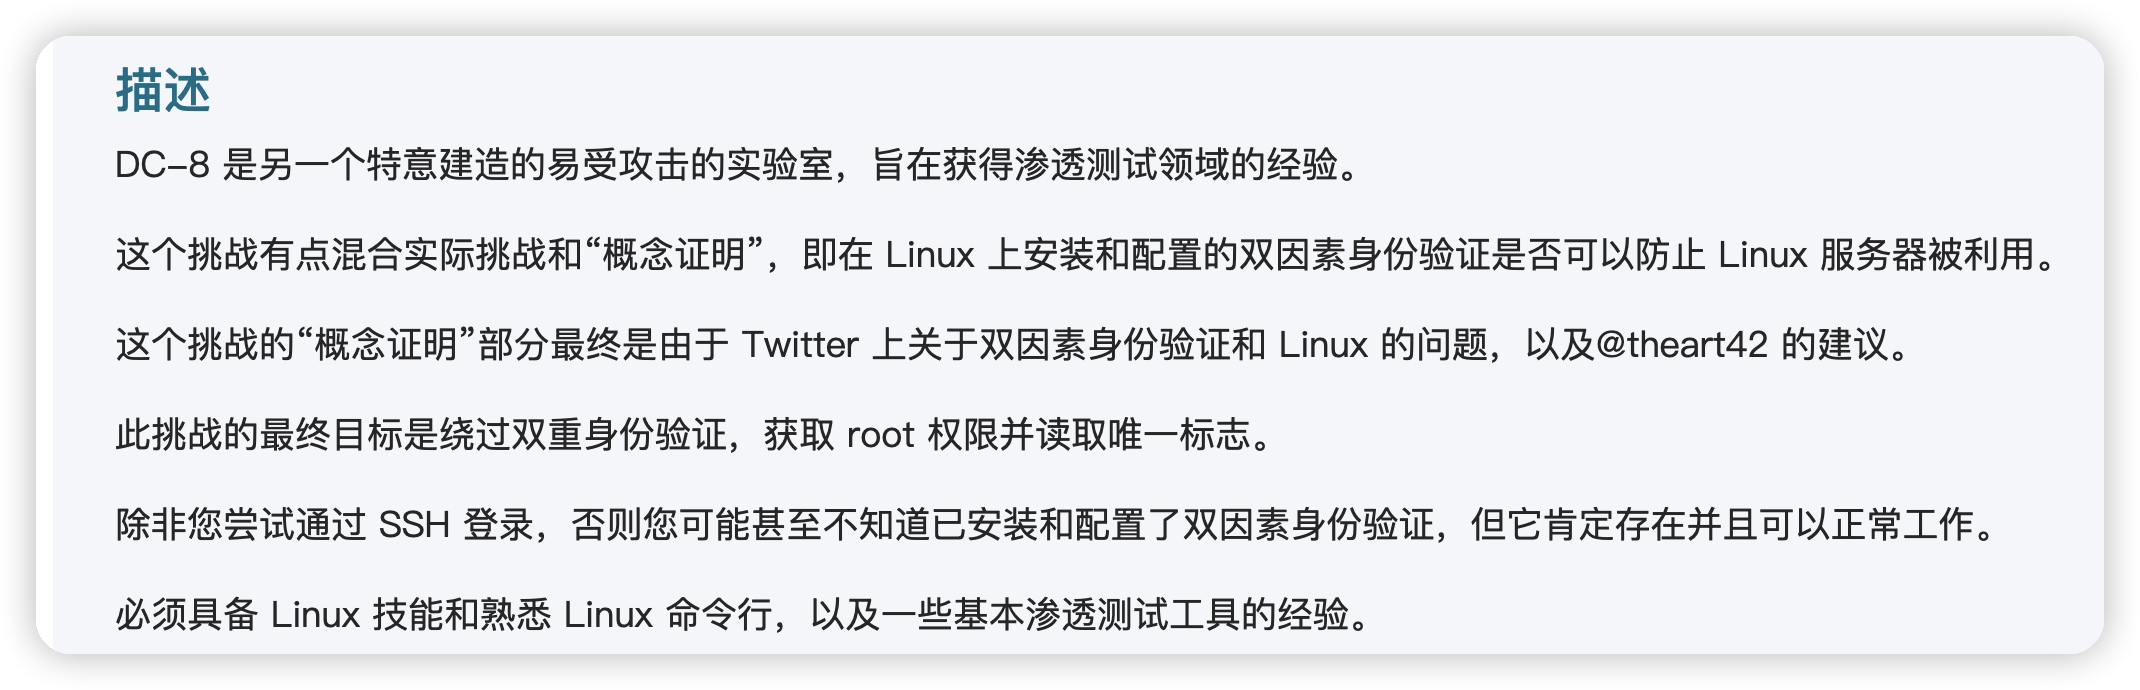 描述
DC-8 是另一个特意建造的易受攻击的实验室，旨在获得渗透测试领域的经验。
这个挑战有点混合实际挑战和“概念证明”，即在 Linux 上安装和配置的双因素身份验证是否可以防止 Linux 服务器被利用。
这个挑战的“概念证明”部分最终是由于 Twitter 上关于双因素身份验证和 Linux 的问题，以及@theart42 的建议。
此挑战的最终目标是绕过双重身份验证，获取 root 权限并读取唯一标志。
除非您尝试通过 SSH 登录，否则您可能甚至不知道已安装和配置了双因素身份验证，但它肯定存在并且可以正常工作。
必须具备 Linux 技能和熟悉 Linux 命令行，以及一些基本渗透测试工具的经验。